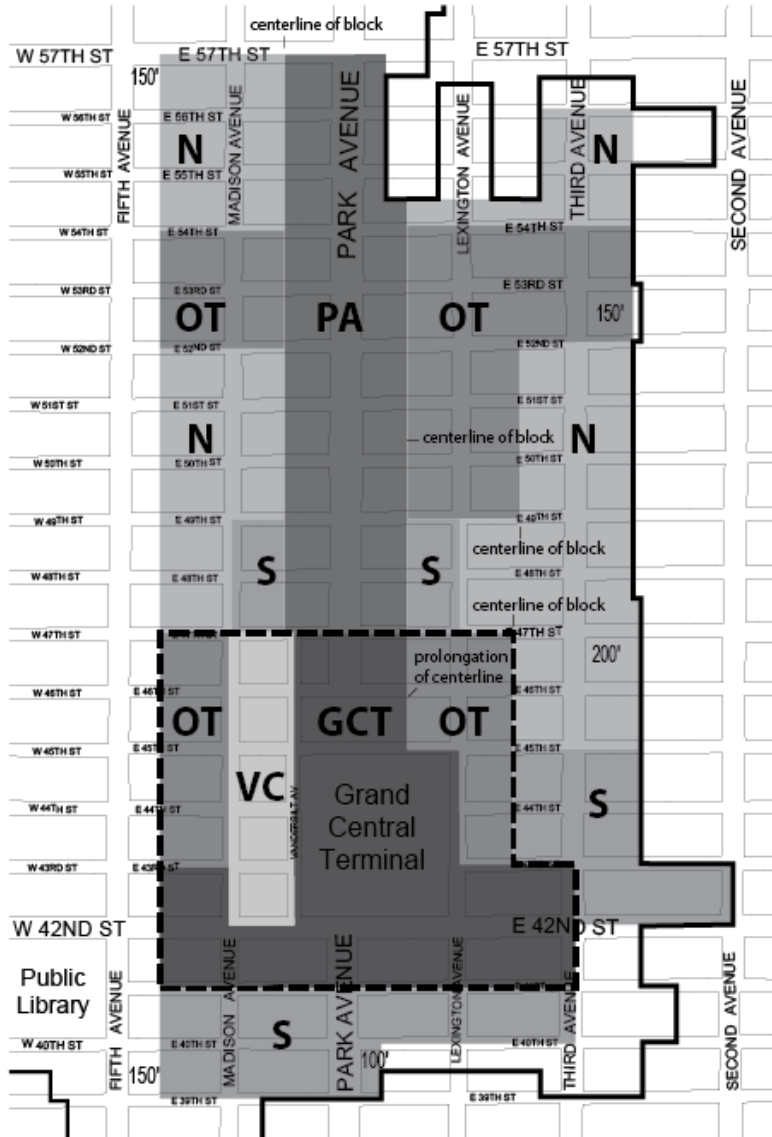 centerline of block
W 57TH ST
E 57TH ST
E 57TH ST
150'
W 56TH ST
E 56TH ST
FIFTH AVENUE
MADISON AVENUE
PARK AVENUE
LEXINGTON AVENUE
THIRD AVENUE
SECOND AVENUE
N
N
W 55TH ST
E 55TH ST
W 54TH ST
E 54TH ST
E 54TH ST
W 53RD ST
E 53RD ST
E 53RD ST
OT
PA
OT
150'
W 52ND ST
E 52ND ST
E 52ND ST
W 51ST ST
E 51ST ST
E 51ST ST
N
centerline of block
N
W 50TH ST
E 50TH ST
E 50TH ST
W 49TH ST
E 49TH ST
E 49TH ST
centerline of block
S
S
W 48TH ST
E 48TH ST
E 48TH ST
centerline of block
W 47TH ST
E 47TH ST
prolongation
of centerline
200'
W 46TH ST
E 46TH ST
E 46TH ST
OT
GCT
OT
W 45TH ST
E 45TH ST
E 45TH ST
VC
VANDERBILT AV
Grand
Central
Terminal
W 44TH ST
E 44TH ST
E 44TH ST
S
W 43RD ST
E 43RD ST
W 42ND ST
E 42ND ST
Public
Library
FIFTH AVENUE
MADISON AVENUE
PARK AVENUE
LEXINGTON AVENUE
THIRD AVENUE
SECOND AVENUE
S
W 40TH ST
E 40TH ST
E 40TH ST
150'
100'
E 39TH ST
E 39TH ST